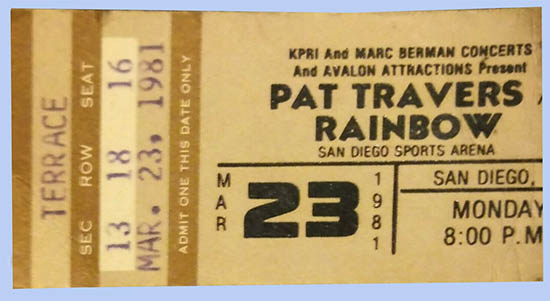 TERRACE
SEC ROW SEAT
13 18 16
MAR. 23, 1981
ADMIT ONE THIS DATE ONLY
KPRI And MARC BERMAN CONCERTS
And AVALON ATTRACTIONS Present
PAT TRAVERS
RAINBOW
SAN DIEGO SPORTS ARENA
MAR
23
1981
SAN DIEGO,
MONDAY
8:00 P.M